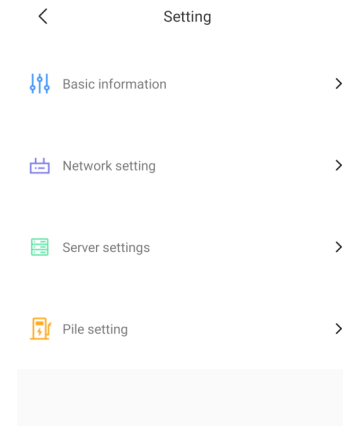 Setting
Basic information
Network setting
Server settings
Pile setting